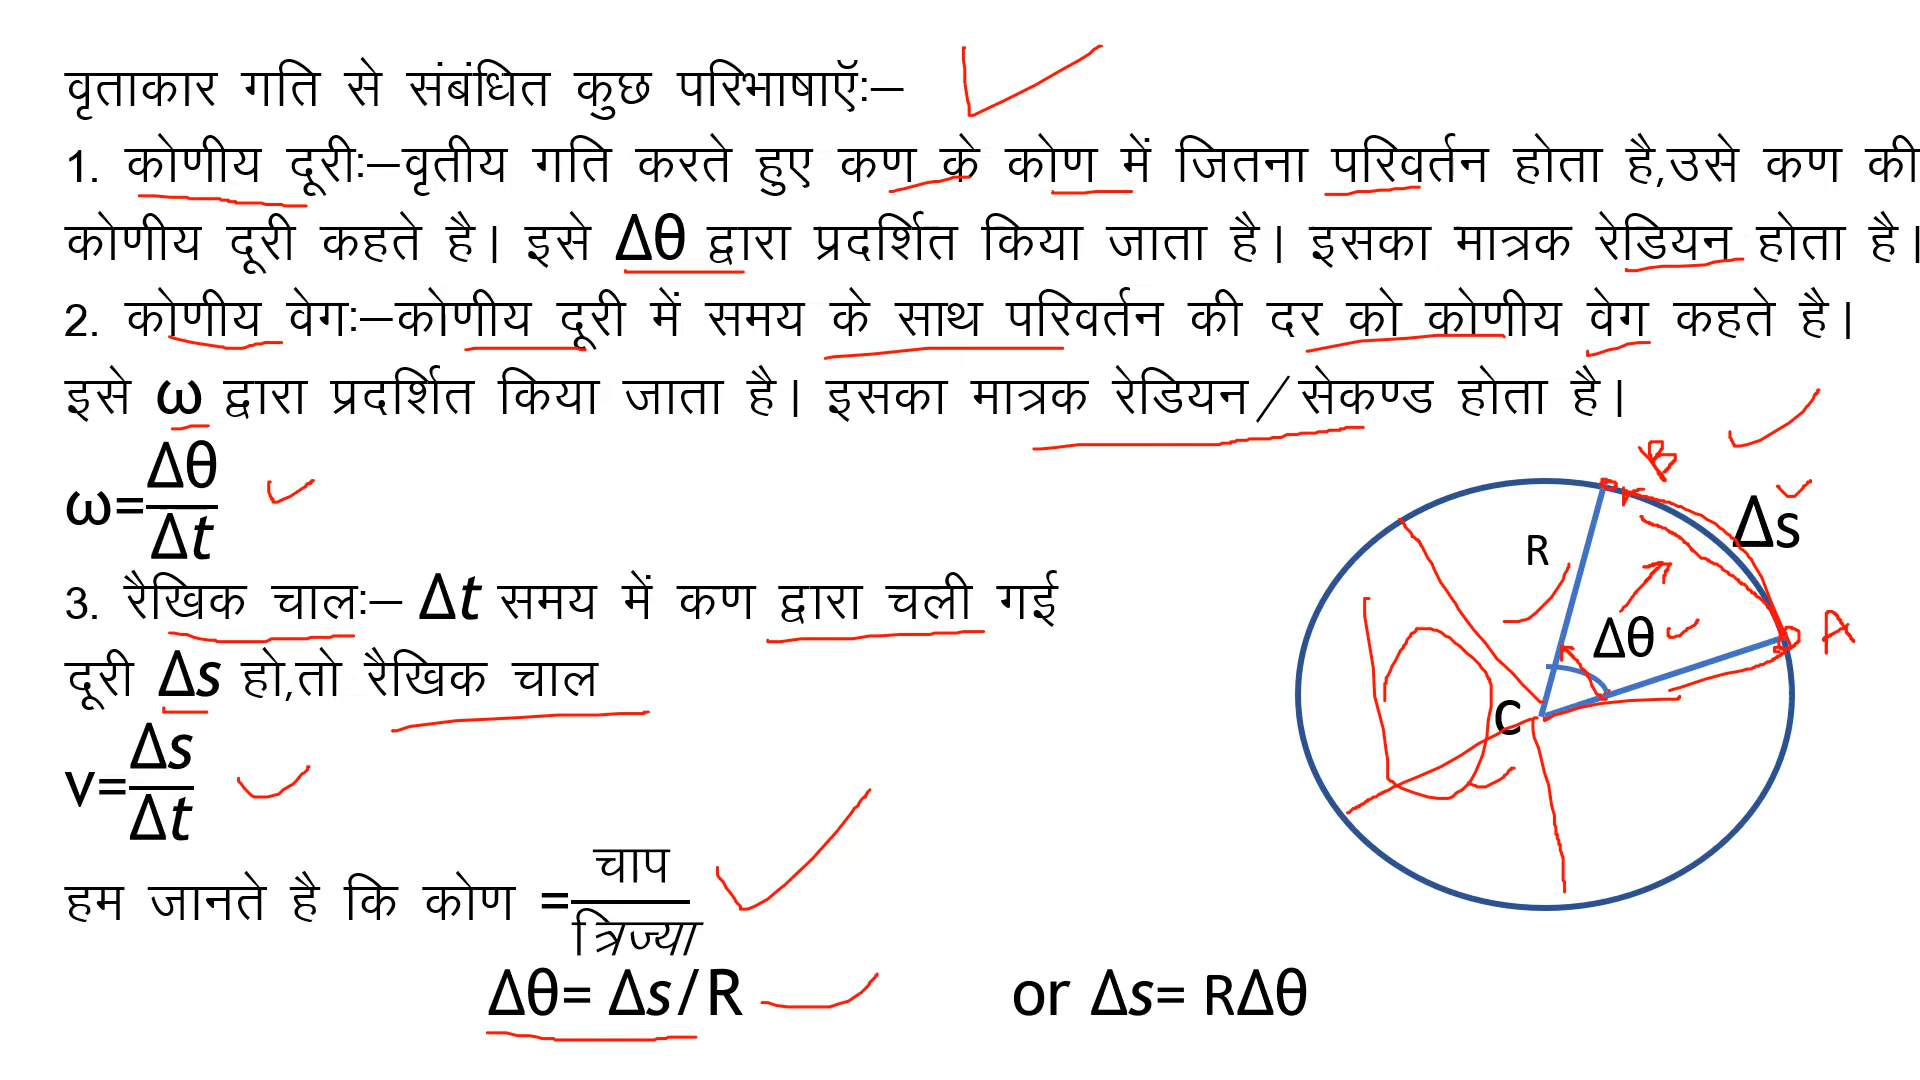 वृताकार गति से संबंधित कुछ परिभाषाऍः–
1. कोणीय दूरीः–वृतीय गति करते हुए कण के कोण में जितना परिवर्तन होता है,उसे कण की
कोणीय दूरी कहते है। इसे Δθ द्वारा प्रदर्शित किया जाता है। इसका मात्रक रेडियन होता है।
2. कोणीय वेगः–कोणीय दूरी में समय के साथ परिवर्तन की दर को कोणीय वेग कहते है।
इसे ω द्वारा प्रदर्शित किया जाता है। इसका मात्रक रेडियन/सेकण्ड होता है।
ω=Δθ/Δt
3. रैखिक चालः– Δt समय में कण द्वारा चली गई
दूरी Δs हो,तो रैखिक चाल
v=Δs/Δt
हम जानते है कि कोण =चाप/त्रिज्या
Δθ= Δs/R or Δs= RΔθ
B
Δs
R
Δθ
A
C